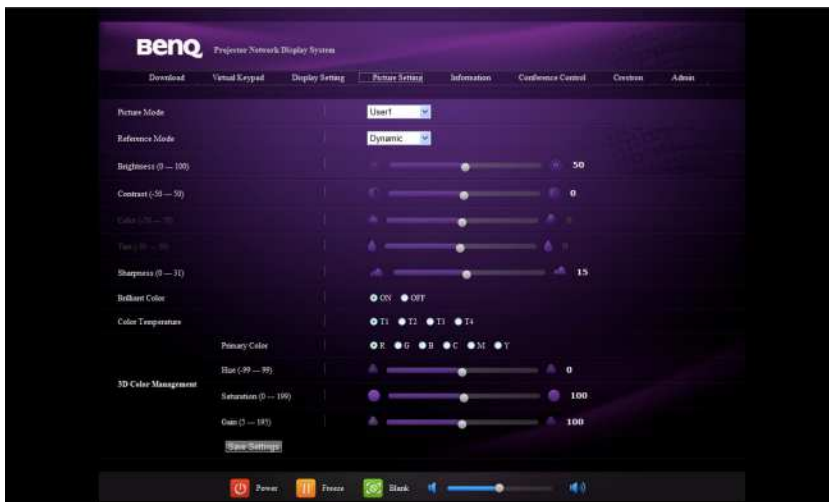 BenQ Projector Network Display System
Download Virtual Keypad Display Setting Picture Setting Information Conference Control Crestron Admin
Picture Mode User1
Reference Mode Dynamic
Brightness (0 — 100) 50
Contrast (-50 — 50) 0
Sharpness (0 — 31) 15
Brilliant Color ON OFF
Color Temperature T1 T2 T3 T4
Primary Color R G B C M Y
Hue (-99 — 99) 0
3D Color Management
Saturation (0 — 199) 100
Gain (5 — 195) 100
Save Settings
Power Freeze Blank